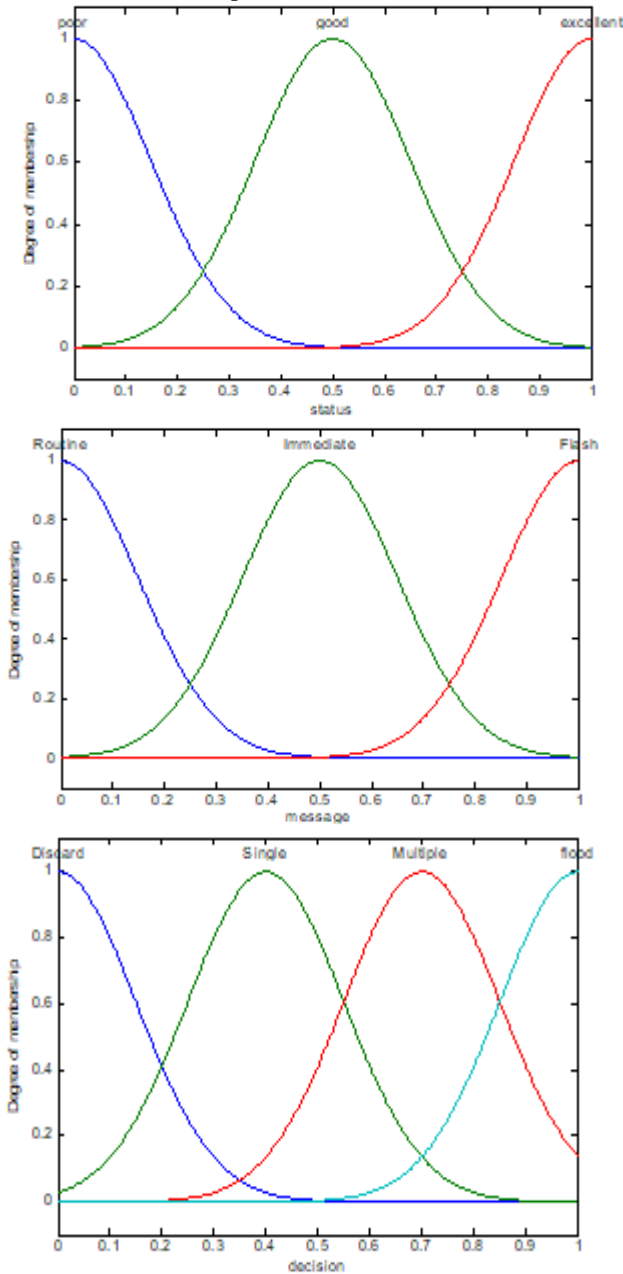 poor good excellent
1
0.8
0.6
0.4
0.2
0
Degree of membership
0 0.1 0.2 0.3 0.4 0.5 0.6 0.7 0.8 0.9 1
status
Routine Immediate Flash
1
0.8
0.6
0.4
0.2
0
Degree of membership
0 0.1 0.2 0.3 0.4 0.5 0.6 0.7 0.8 0.9 1
message
Discard Single Multiple flood
1
0.8
0.6
0.4
0.2
0
Degree of membership
0 0.1 0.2 0.3 0.4 0.5 0.6 0.7 0.8 0.9 1
decision